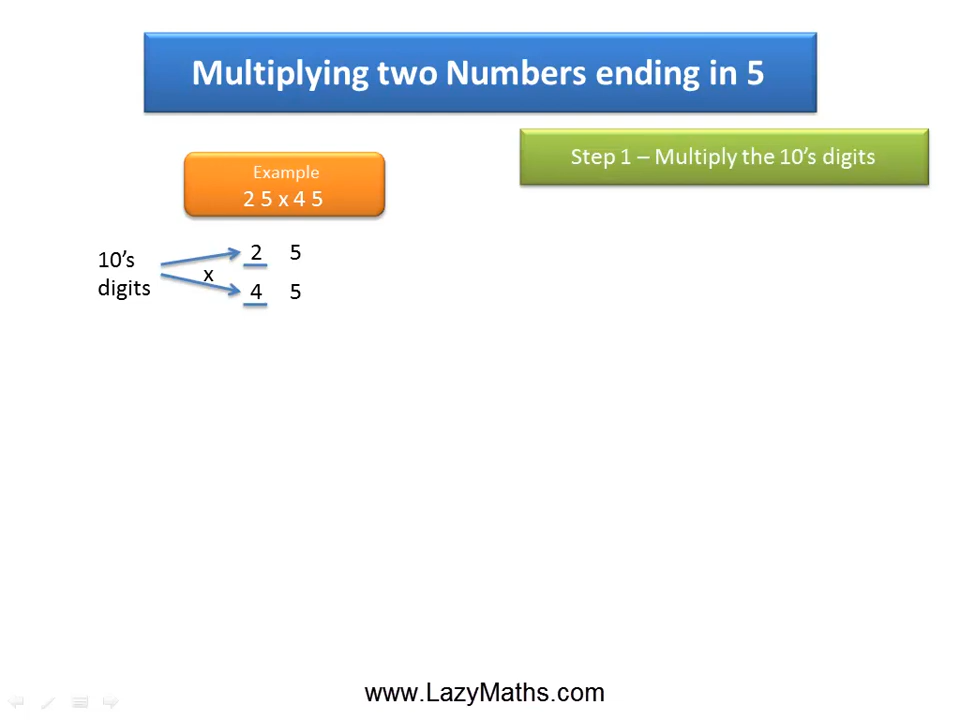 Multiplying two Numbers ending in 5
Step 1 – Multiply the 10's digits
Example
2 5 x 4 5
10's
digits
x
2 5
4 5
www.LazyMaths.com